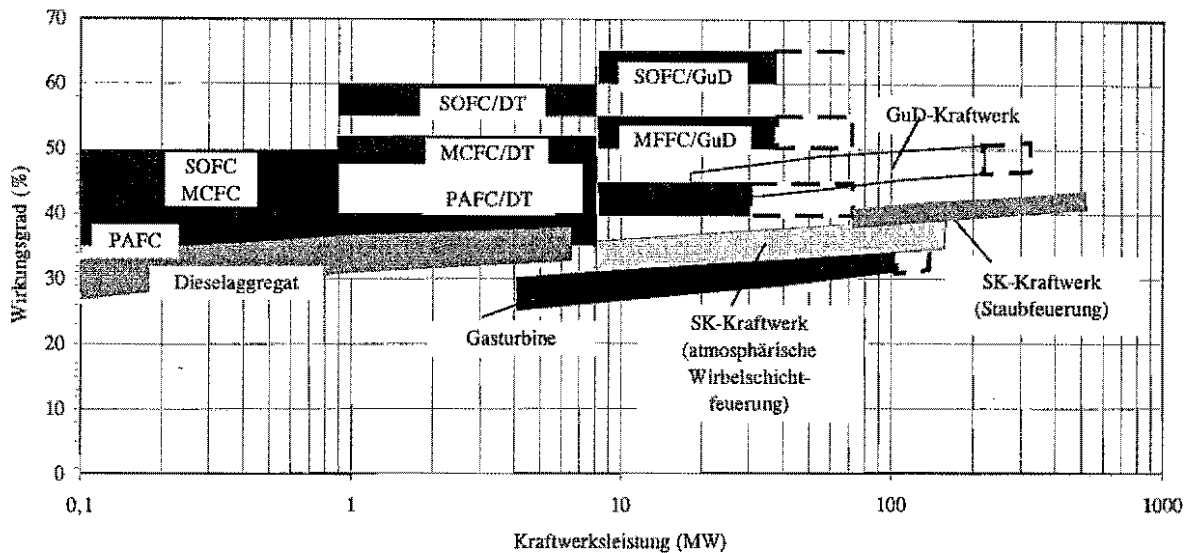 70
60
50
40
30
20
10
0
Wirkungsgrad (%)
SOFC/GuD
SOFC/DT
GuD-Kraftwerk
MFFC/GuD
MCFC/DT
SOFC
MCFC
PAFC/DT
PAFC
Dieselaggregat
SK-Kraftwerk
(Staubfeuerung)
Gasturbine
SK-Kraftwerk
(atmosphärische
Wirbelschicht-
feuerung)
0,1
1
10
100
1000
Kraftwerksleistung (MW)